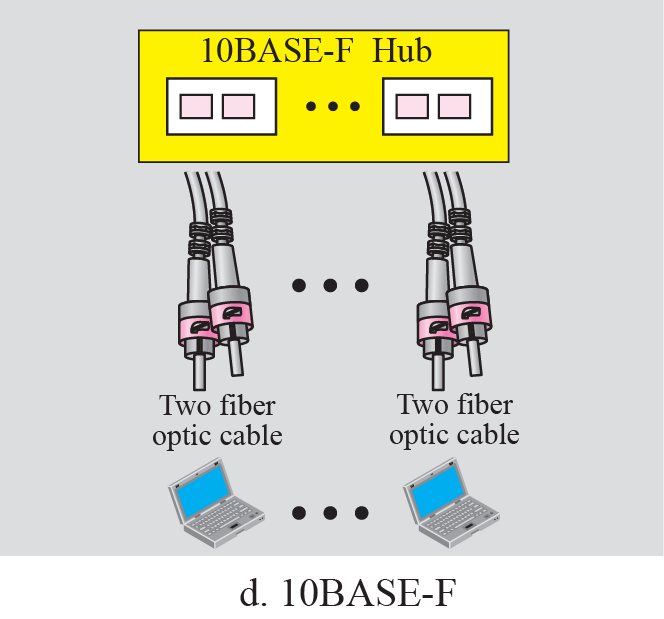 10BASE-F Hub
Two fiber
optic cable
Two fiber
optic cable
d. 10BASE-F